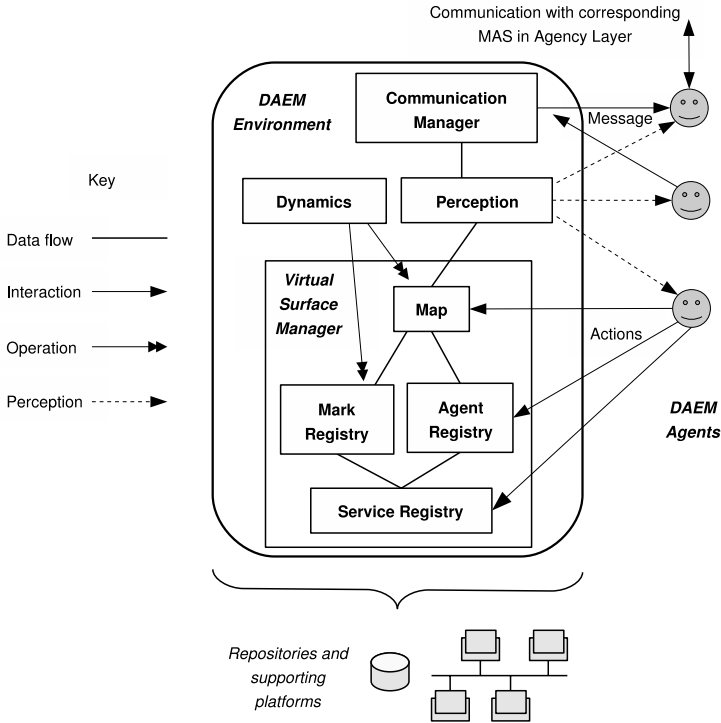 Communication with corresponding
MAS in Agency Layer
DAEM
Environment
Communication
Manager
Message
Key
Dynamics
Perception
Data flow
Virtual
Surface
Manager
Interaction
Map
Actions
Operation
Perception
Mark
Registry
Agent
Registry
DAEM
Agents
Service Registry
Repositories and
supporting
platforms